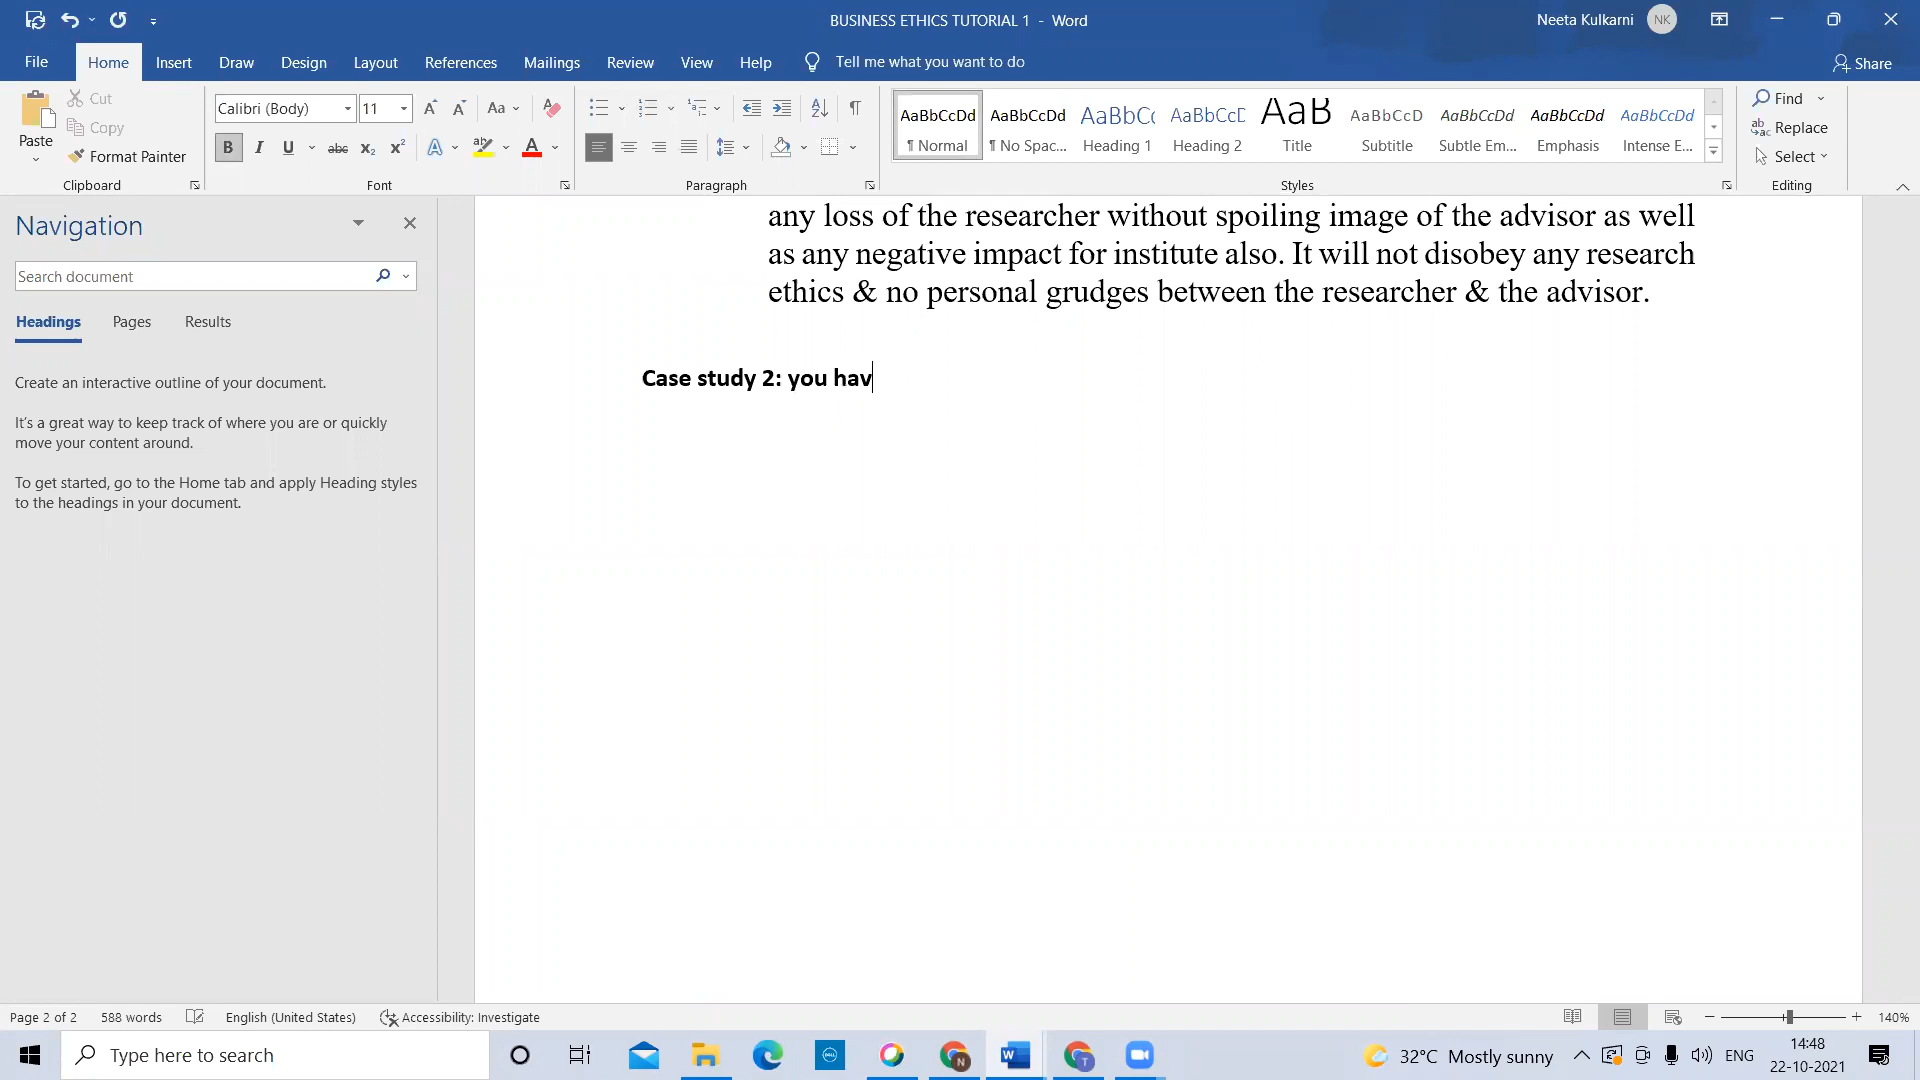 BUSINESS ETHICS TUTORIAL 1 - Word
Neeta Kulkarni NK
File Home Insert Draw Design Layout References Mailings Review View Help Tell me what you want to do Share
Paste
Cut
Copy
Format Painter
Clipboard
Calibri (Body) 11
Font
Paragraph
AaBbCcDd AaBbCcDd AaBbC AaBbCcD AaB AaBbCcD AaBbCcDd AaBbCcDd AaBbCcDd
¶ Normal ¶ No Spac... Heading 1 Heading 2 Title Subtitle Subtle Em... Emphasis Intense E...
Styles
Find
Replace
Select
Editing
Navigation
Search document
Headings Pages Results
Create an interactive outline of your document.
It's a great way to keep track of where you are or quickly
move your content around.
To get started, go to the Home tab and apply Heading styles
to the headings in your document.
any loss of the researcher without spoiling image of the advisor as well
as any negative impact for institute also. It will not disobey any research
ethics & no personal grudges between the researcher & the advisor.
Case study 2: you hav
Page 2 of 2 588 words English (United States) Accessibility: Investigate 140%
Type here to search
32°C Mostly sunny ENG
14:48
22-10-2021